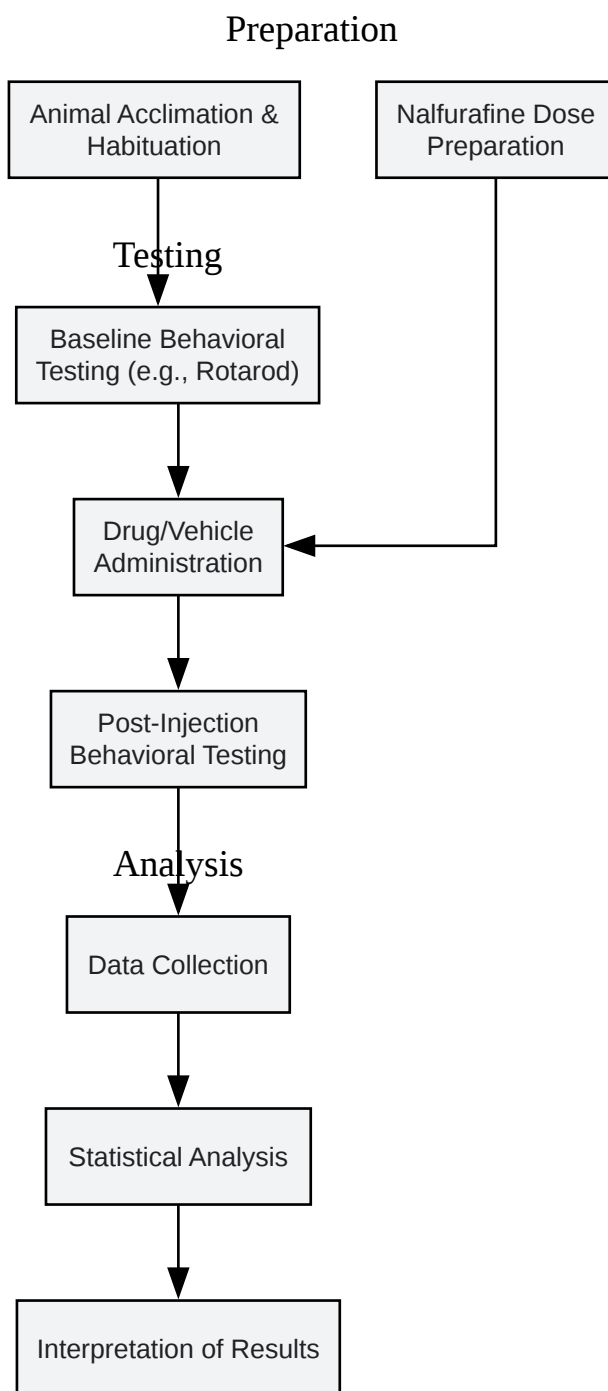 Preparation
Animal Acclimation &
Habituation
Nalfurafine Dose
Preparation
Testing
Baseline Behavioral
Testing (e.g., Rotarod)
Drug/Vehicle
Administration
Post-Injection
Behavioral Testing
Analysis
Data Collection
Statistical Analysis
Interpretation of Results